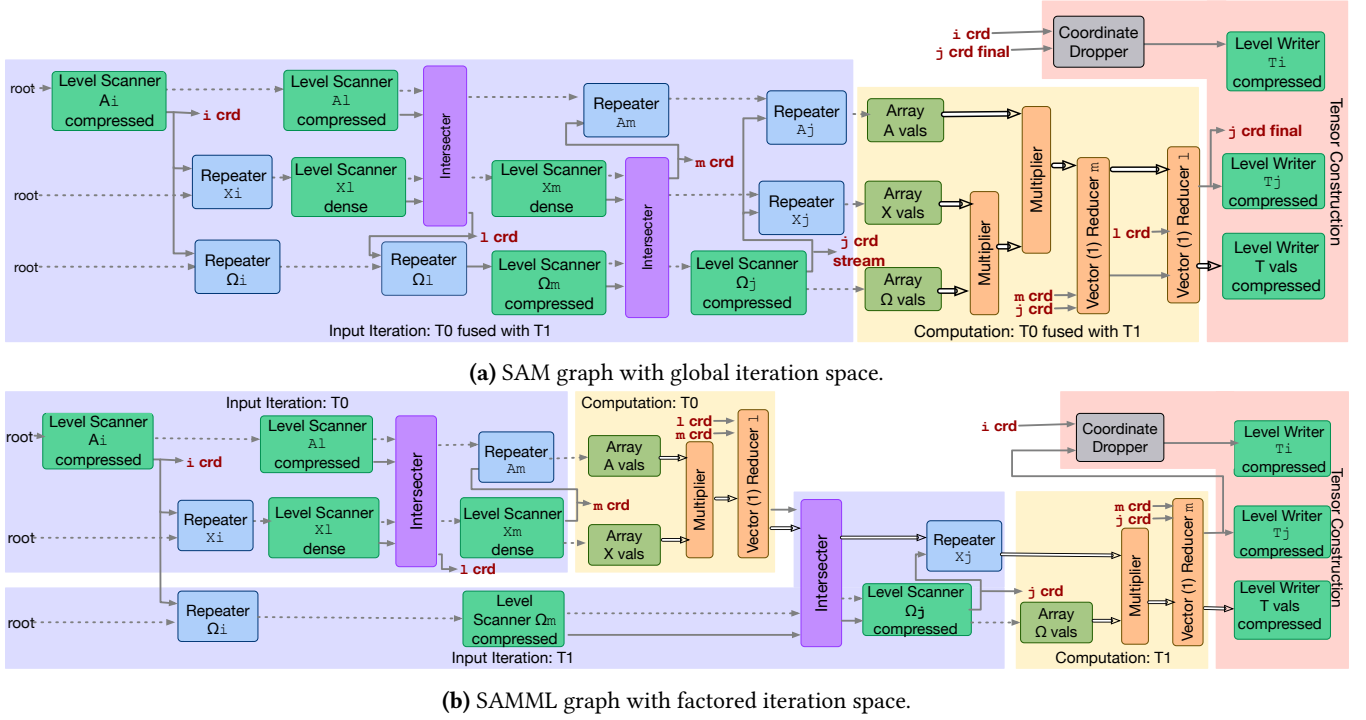 i crd
j crd final
Coordinate
Dropper
Level Writer
Ti
compressed
root
Level Scanner
Ai
compressed
i crd
Level Scanner
Al
compressed
Intersecter
Repeater
Am
Repeater
Aj
Array
A vals
Multiplier
j crd final
Tensor Construction
root
Repeater
Xi
Level Scanner
Xl
dense
Level Scanner
Xm
dense
Intersecter
m crd
Repeater
Xj
Array
X vals
Multiplier
Vector (1) Reducer m
Vector (1) Reducer l
Level Writer
Tj
compressed
l crd
l crd
root
Repeater
Ωi
Repeater
Ωl
Level Scanner
Ωm
compressed
Level Scanner
Ωj
compressed
j crd
stream
Array
Ω vals
m crd
j crd
Level Writer
T vals
compressed
Input Iteration: T0 fused with T1
Computation: T0 fused with T1
(a) SAM graph with global iteration space.
Input Iteration: T0
Computation: T0
root
Level Scanner
Ai
compressed
i crd
Level Scanner
Al
compressed
Intersecter
Repeater
Am
Array
A vals
l crd
m crd
Multiplier
Vector (1) Reducer l
i crd
Coordinate
Dropper
Level Writer
Ti
compressed
Tensor Construction
root
Repeater
Xi
Level Scanner
Xl
dense
l crd
Level Scanner
Xm
dense
m crd
Array
X vals
Intersecter
Repeater
Xj
m crd
j crd
Multiplier
Vector (1) Reducer m
Level Writer
Tj
compressed
root
Repeater
Ωi
Level
Scanner Ωm
compressed
Level Scanner
Ωj
compressed
j crd
Array
Ω vals
Level Writer
T vals
compressed
Input Iteration: T1
Computation: T1
(b) SAMML graph with factored iteration space.